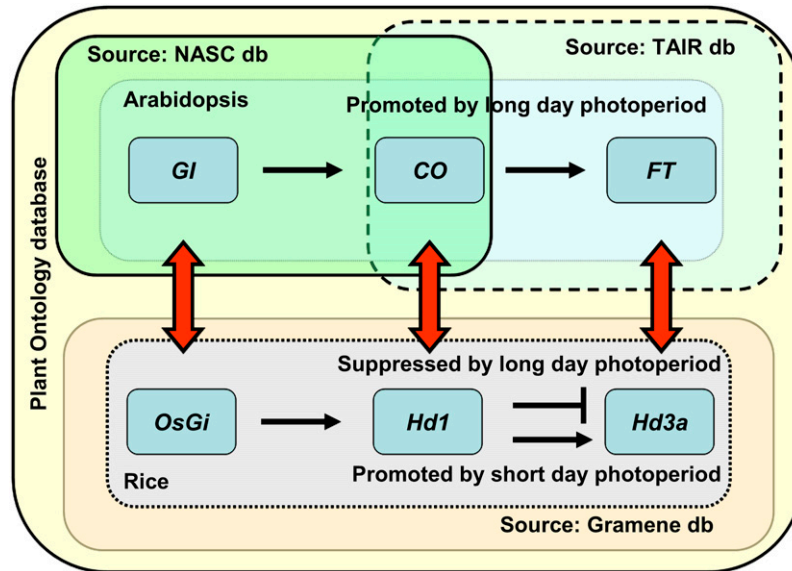 Source: NASC db
Source: TAIR db
Arabidopsis
Promoted by long day photoperiod
GI
CO
FT
Plant Ontology database
Suppressed by long day photoperiod
OsGi
Hd1
Hd3a
Rice
Promoted by short day photoperiod
Source: Gramene db